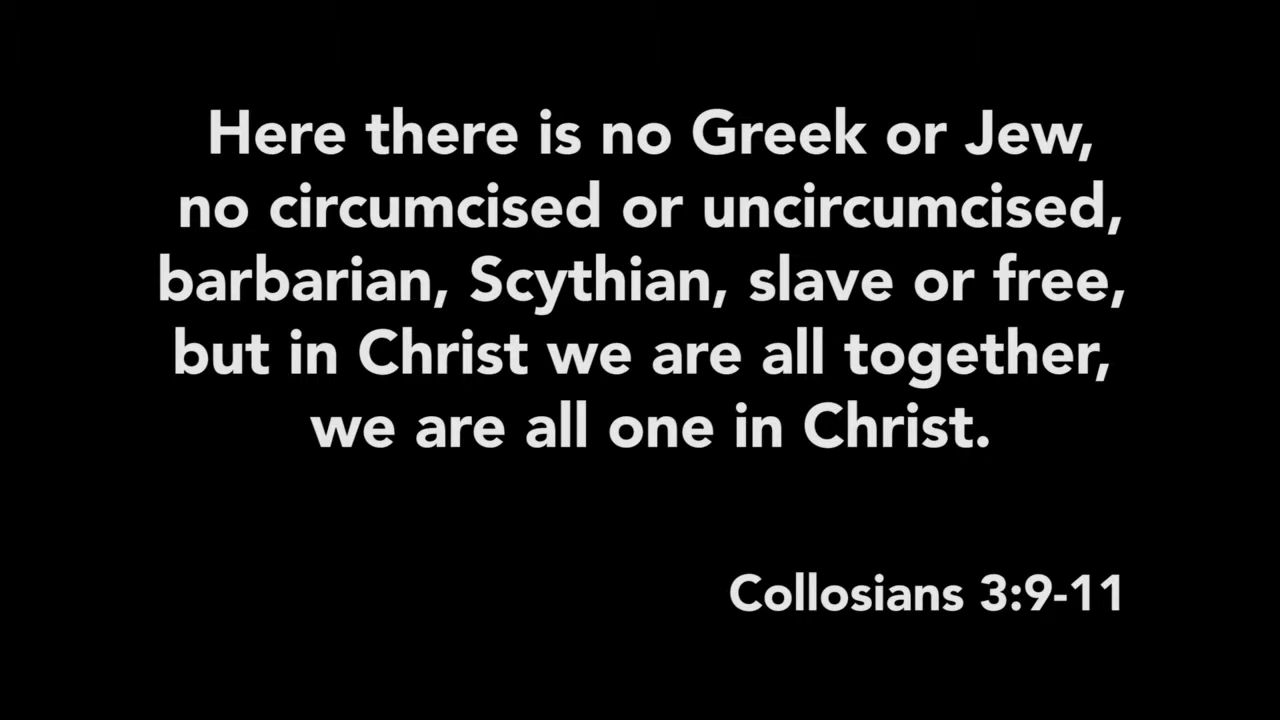 Here there is no Greek or Jew,
no circumcised or uncircumcised,
barbarian, Scythian, slave or free,
but in Christ we are all together,
we are all one in Christ.
Collosians 3:9-11